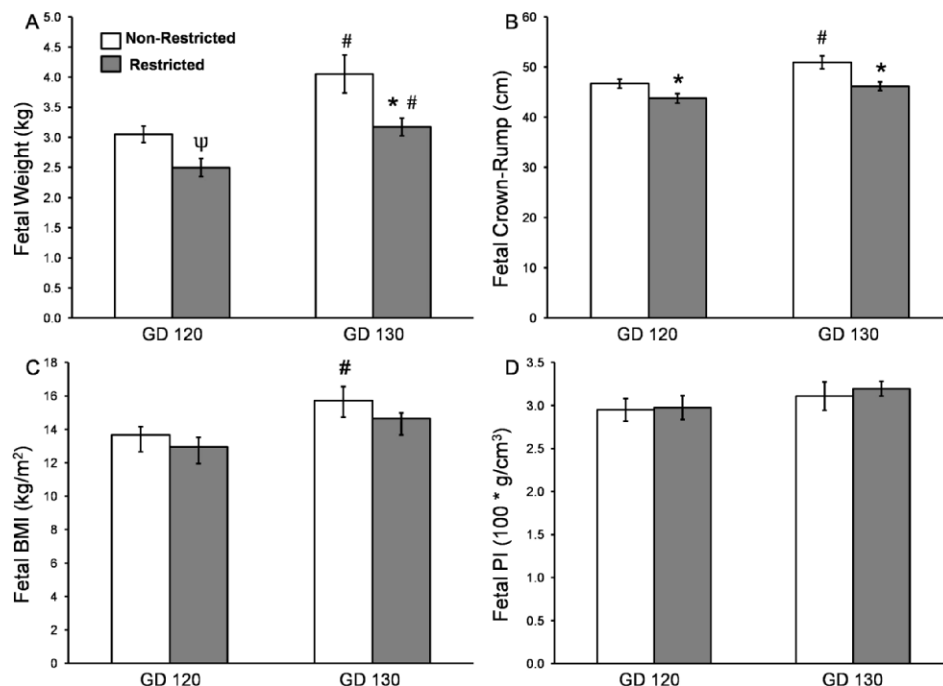 A
Fetal Weight (kg)
5.0
4.5
4.0
3.5
3.0
2.5
2.0
1.5
1.0
0.5
0.0
Non-Restricted
Restricted
ψ
#
* #
GD 120
GD 130
B
Fetal Crown-Rump (cm)
60
50
40
30
20
10
0
*
#
*
GD 120
GD 130
C
Fetal BMI (kg/m²)
18
16
14
12
10
8
6
4
2
0
#
GD 120
GD 130
D
Fetal PI (100 * g/cm³)
3.5
3.0
2.5
2.0
1.5
1.0
0.5
0.0
GD 120
GD 130